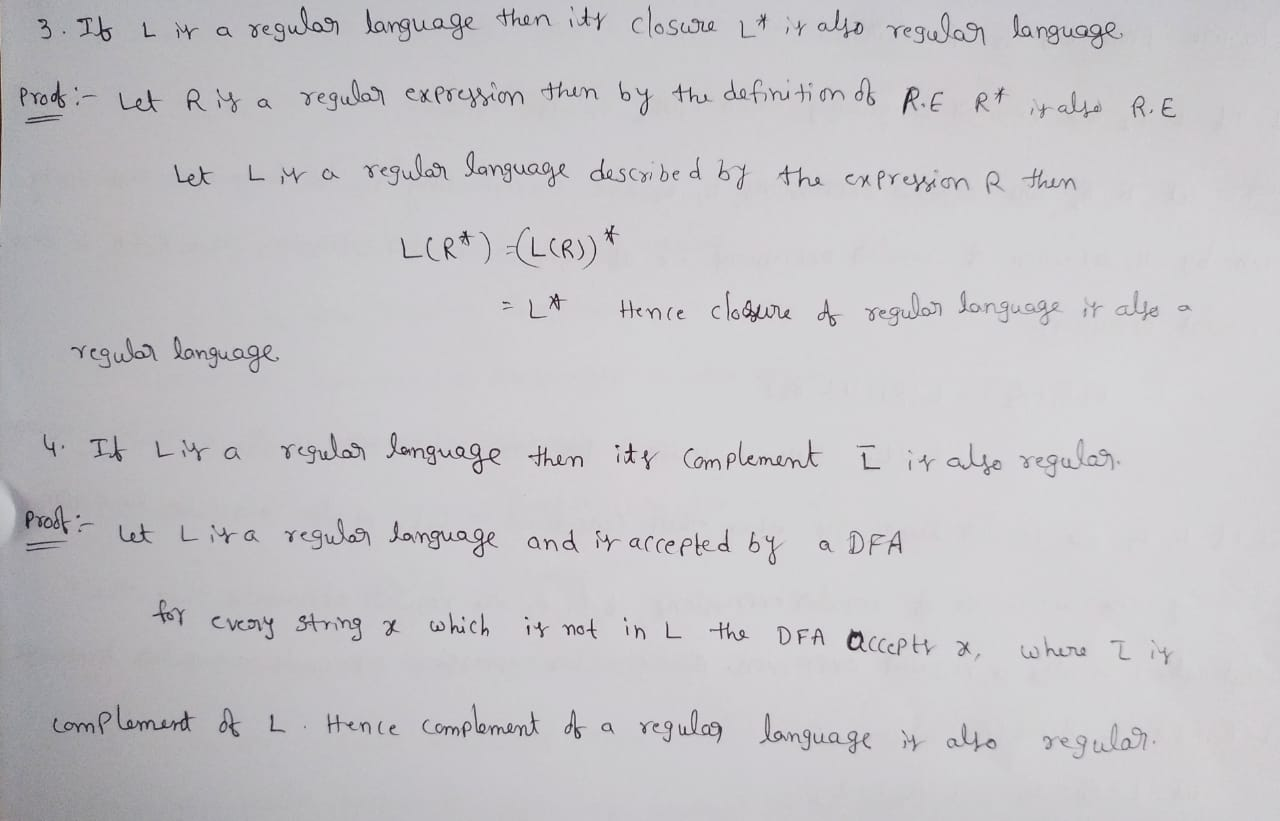 3. If L is a regular language then its closure L* is also regular language
Proof :- Let R is a regular expression then by the definition of R.E R* is also R.E
Let L is a regular language described by the expression R then
L(R*) = (L(R))*
= L* Hence closure of regular language is also a
regular language.
4. If L is a regular language then its complement L̅ is also regular.
Proof :- Let L is a regular language and is accepted by a DFA
for every string x which is not in L the DFA accepts x, where L̅ is
complement of L . Hence complement of a regular language is also regular.